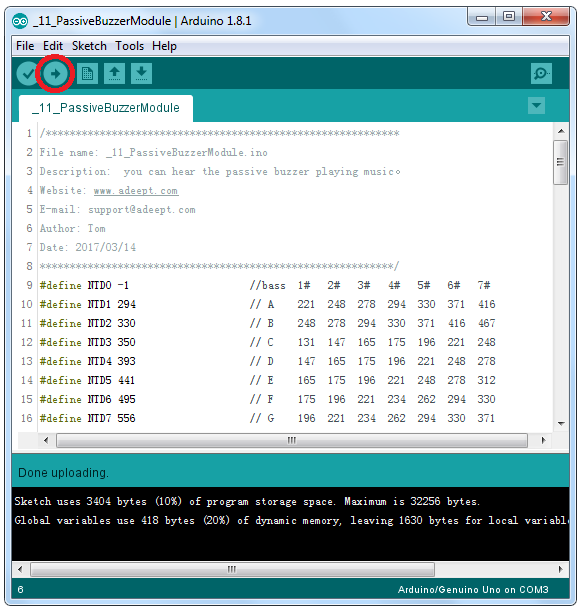 _11_PassiveBuzzerModule | Arduino 1.8.1
File Edit Sketch Tools Help
_11_PassiveBuzzerModule
1 /***********************************************************
2 File name: _11_PassiveBuzzerModule.ino
3 Description:  you can hear the passive buzzer playing music。
4 Website: www.adeept.com
5 E-mail: support@adeept.com
6 Author: Tom
7 Date: 2017/03/14
8 ***********************************************************/
9 #define NTD0 -1 //bass 1# 2# 3# 4# 5# 6# 7#
10 #define NTD1 294 // A 221 248 278 294 330 371 416
11 #define NTD2 330 // B 248 278 294 330 371 416 467
12 #define NTD3 350 // C 131 147 165 175 196 221 248
13 #define NTD4 393 // D 147 165 175 196 221 248 278
14 #define NTD5 441 // E 165 175 196 221 248 278 312
15 #define NTD6 495 // F 175 196 221 234 262 294 330
16 #define NTD7 556 // G 196 221 234 262 294 330 371
Done uploading.
Sketch uses 3404 bytes (10%) of program storage space. Maximum is 32256 bytes.
Global variables use 418 bytes (20%) of dynamic memory, leaving 1630 bytes for local variabl
6 Arduino/Genuino Uno on COM3